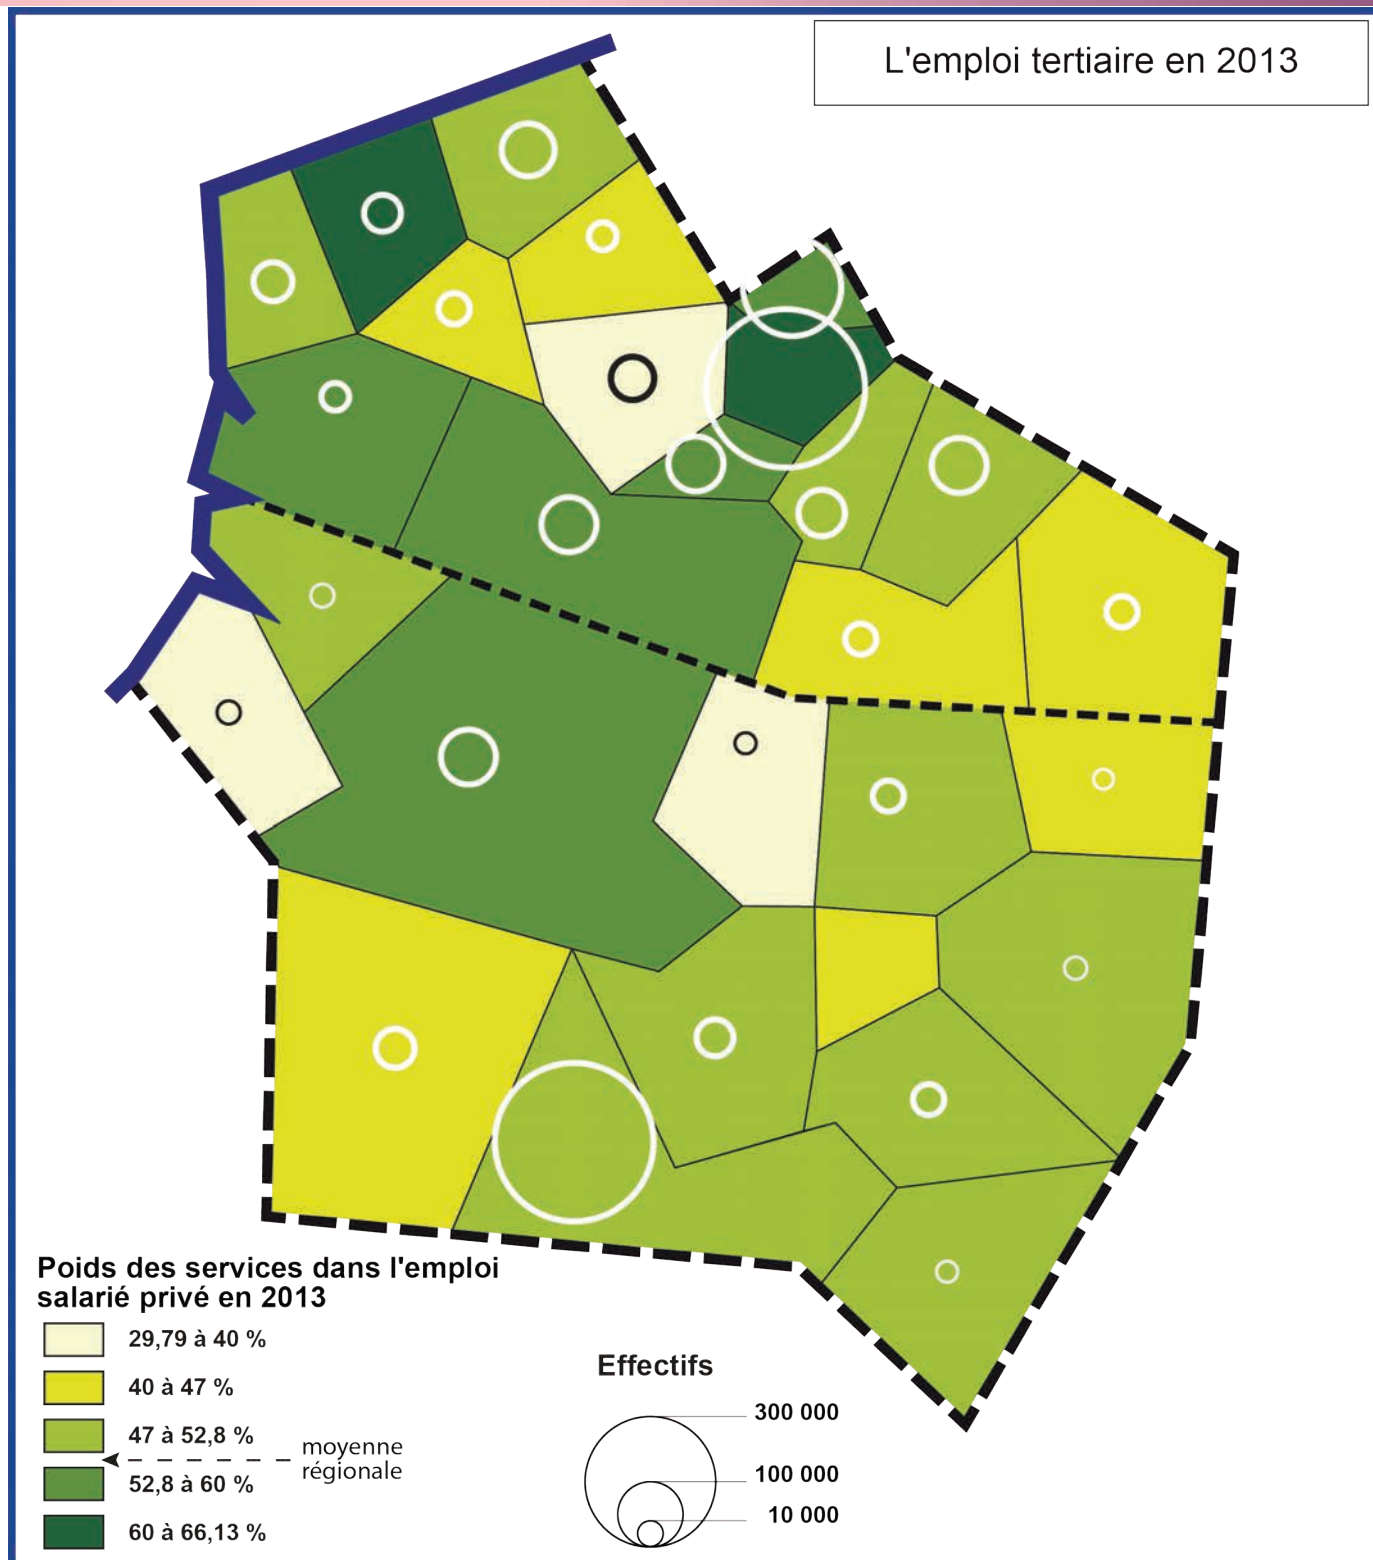 L'emploi tertiaire en 2013
Poids des services dans l'emploi
salarié privé en 2013
29,79 à 40 %
40 à 47 %
47 à 52,8 %
moyenne
régionale
52,8 à 60 %
60 à 66,13 %
Effectifs
300 000
100 000
10 000